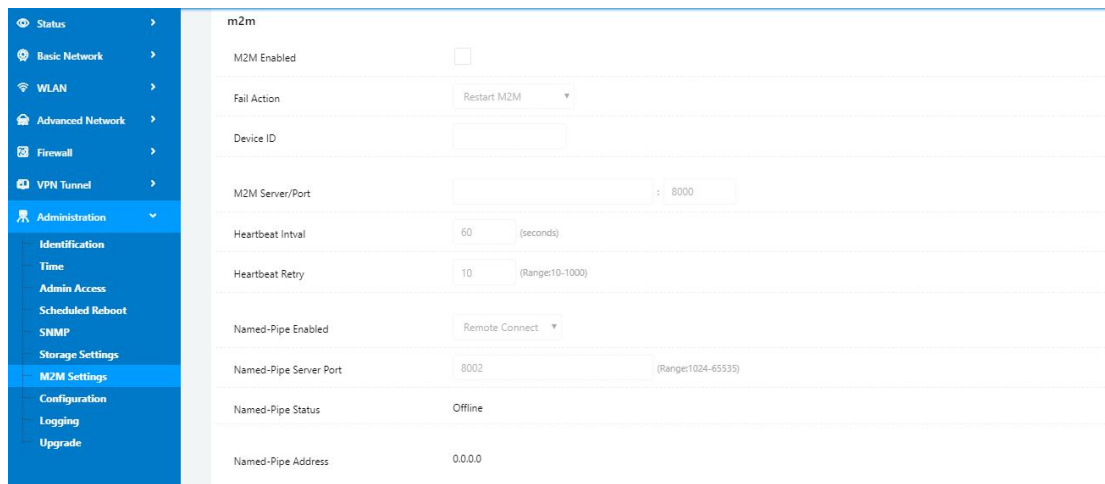 Status
Basic Network
WLAN
Advanced Network
Firewall
VPN Tunnel
Administration
Identification
Time
Admin Access
Scheduled Reboot
SNMP
Storage Settings
M2M Settings
Configuration
Logging
Upgrade
m2m
M2M Enabled
Fail Action Restart M2M
Device ID
M2M Server/Port : 8000
Heartbeat Intval 60 (seconds)
Heartbeat Retry 10 (Range:10-1000)
Named-Pipe Enabled Remote Connect
Named-Pipe Server Port 8002 (Range:1024-65535)
Named-Pipe Status Offline
Named-Pipe Address 0.0.0.0